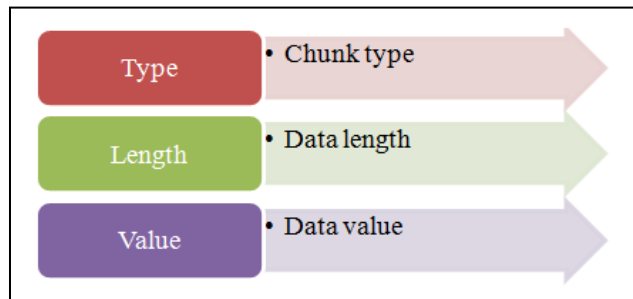 Type
• Chunk type
Length
• Data length
Value
• Data value